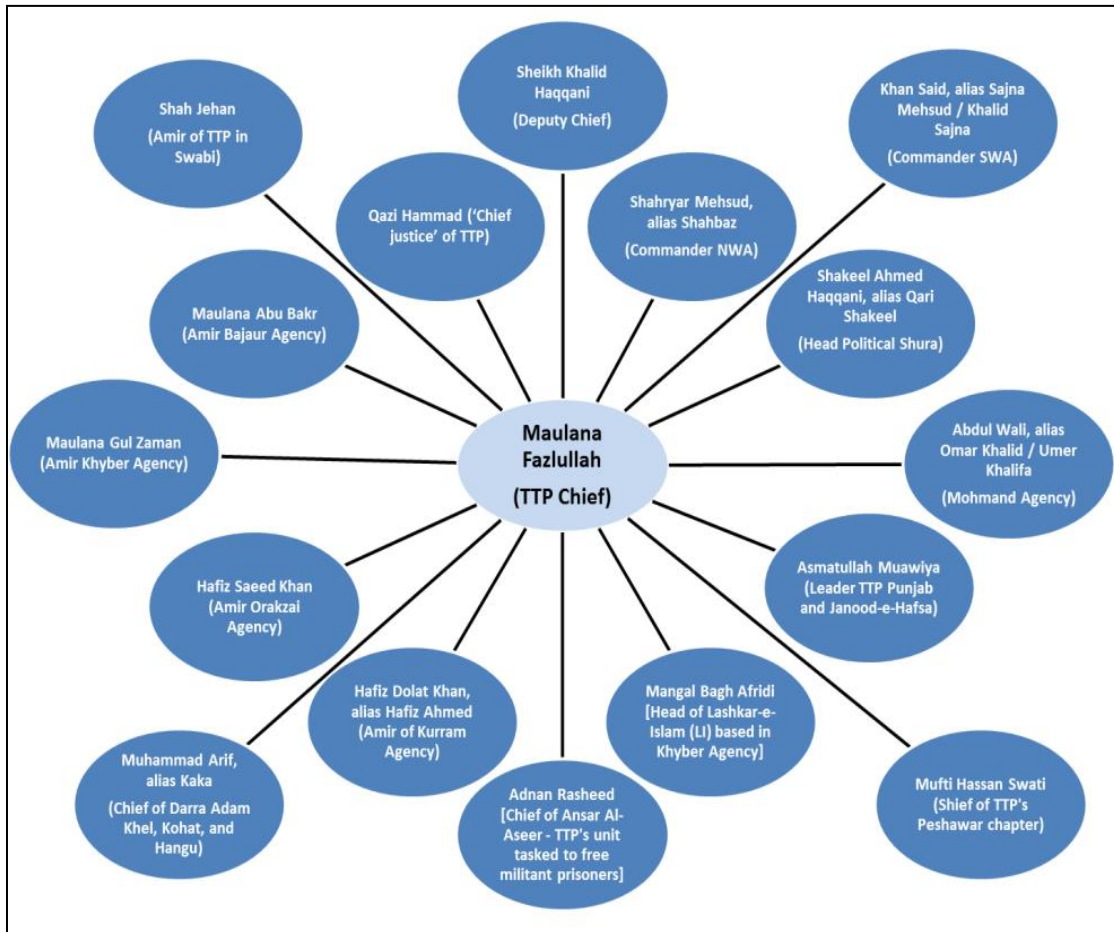 Sheikh Khalid
Haqqani
(Deputy Chief)
Khan Said, alias Sajna
Mehsud / Khalid
Sajna
(Commander SWA)
Shah Jehan
(Amir of TTP in
Swabi)
Qazi Hammad ('Chief
justice' of TTP)
Shahryar Mehsud,
alias Shahbaz
(Commander NWA)
Maulana Abu Bakr
(Amir Bajaur Agency)
Shakeel Ahmed
Haqqani, alias Qari
Shakeel
(Head Political Shura)
Maulana Gul Zaman
(Amir Khyber Agency)
Maulana
Fazlullah
(TTP Chief)
Abdul Wali, alias
Omar Khalid / Umer
Khalifa
(Mohmand Agency)
Hafiz Saeed Khan
(Amir Orakzai
Agency)
Asmatullah Muawiya
(Leader TTP Punjab
and Janood-e-Hafsa)
Hafiz Dolat Khan,
alias Hafiz Ahmed
(Amir of Kurram
Agency)
Mangal Bagh Afridi
[Head of Lashkar-e-
Islam (LI) based in
Khyber Agency]
Muhammad Arif,
alias Kaka
(Chief of Darra Adam
Khel, Kohat, and
Hangu)
Adnan Rasheed
[Chief of Ansar Al-
Aseer - TTP's unit
tasked to free
militant prisoners]
Mufti Hassan Swati
(Shief of TTP's
Peshawar chapter)